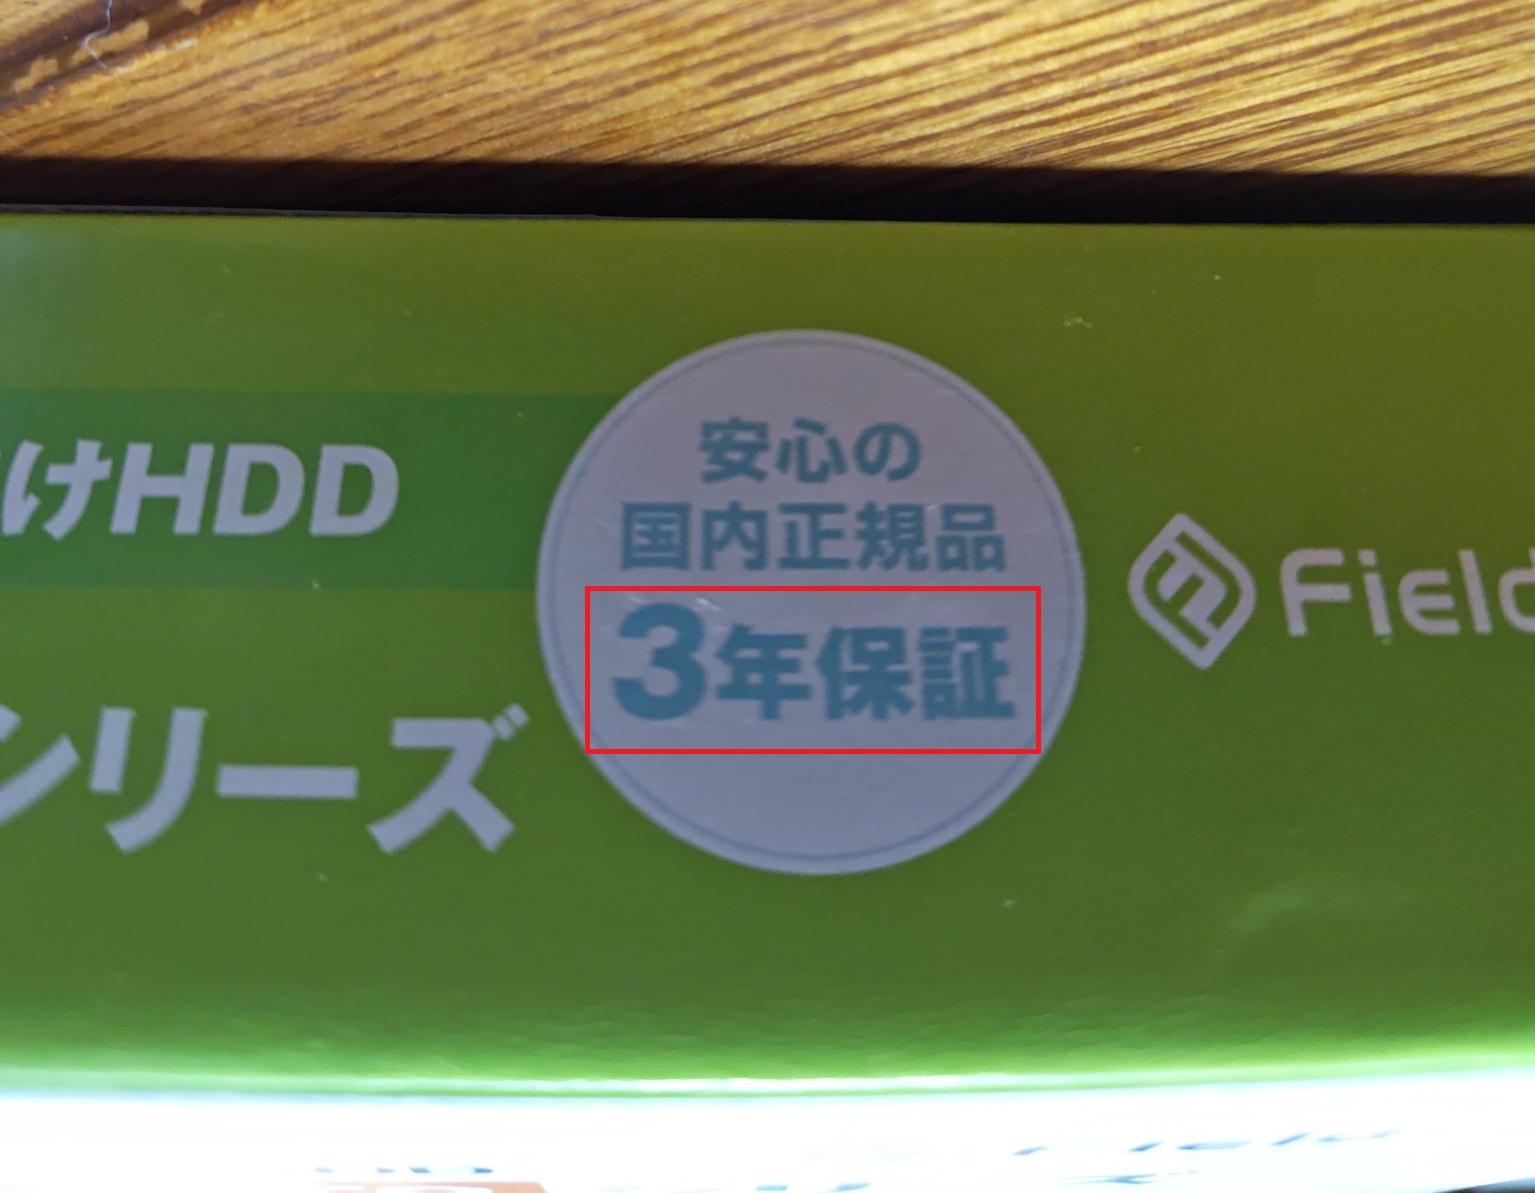 けHDD
シリーズ
安心の
国内正規品
3年保証
Field